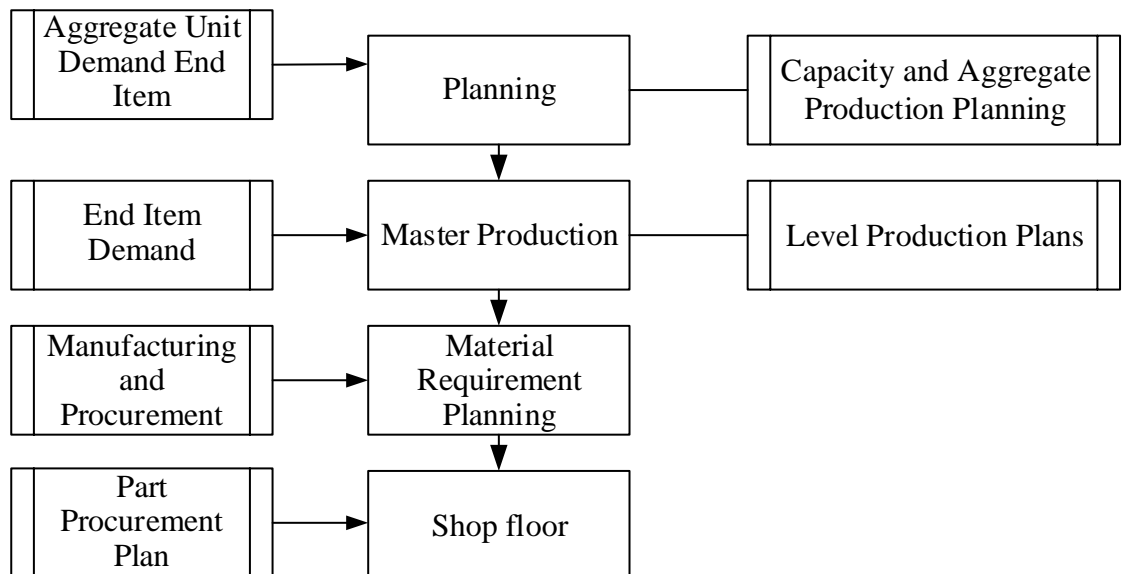 Aggregate Unit
Demand End
Item
Planning
Capacity and Aggregate
Production Planning
End Item
Demand
Master Production
Level Production Plans
Manufacturing
and
Procurement
Material
Requirement
Planning
Part
Procurement
Plan
Shop floor